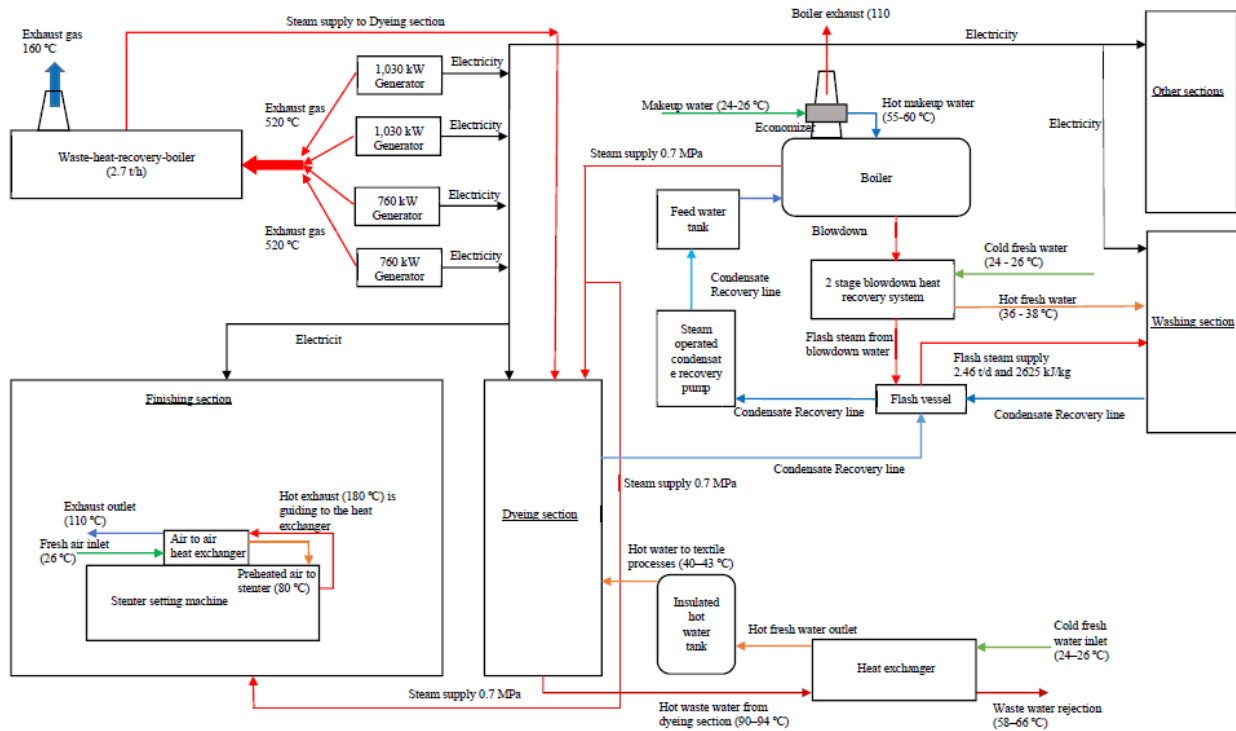 Steam supply to Dyeing section
Exhaust gas
160 ℃
Waste-heat-recovery-boiler
(2.7 t/h)
Exhaust gas
520 ℃
Exhaust gas
520 ℃
1,030 kW
Generator
Electricity
1,030 kW
Generator
Electricity
760 kW
Generator
Electricity
760 kW
Generator
Electricity
Boiler exhaust (110
Electricity
Other sections
Electricity
Makeup water (24-26 ℃)
Economizer
Hot makeup water
(55-60 ℃)
Steam supply 0.7 MPa
Boiler
Feed water
tank
Blowdown
Cold fresh water
(24 - 26 ℃)
Condensate
Recovery line
2 stage blowdown heat
recovery system
Hot fresh water
(36 - 38 ℃)
Washing section
Steam
operated
condensat
e recovery
pump
Flash steam from
blowdown water
Flash steam supply
2.46 t/d and 2625 kJ/kg
Flash vessel
Condensate Recovery line
Condensate Recovery line
Condensate Recovery line
Electricit
Finishing section
Exhaust outlet
(110 ℃)
Hot exhaust (180 ℃) is
guiding to the heat
exchanger
Fresh air inlet
(26 ℃)
Air to air
heat exchanger
Preheated air to
stenter (80 ℃)
Stenter setting machine
Steam supply 0.7 MPa
Dyeing section
Steam supply 0.7 MPa
Hot water to textile
processes (40–43 ℃)
Insulated
hot
water
tank
Hot fresh water outlet
Heat exchanger
Cold fresh
water inlet
(24–26 ℃)
Hot waste water from
dyeing section (90–94 ℃)
Waste water rejection
(58–66 ℃)